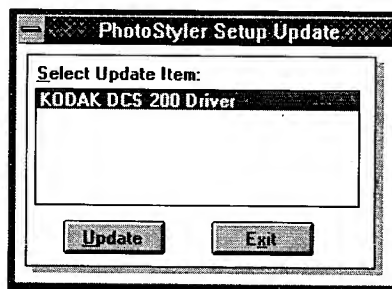 PhotoStyler Setup Update
Select Update Item:
KODAK DCS 200 Driver
Update
Exit